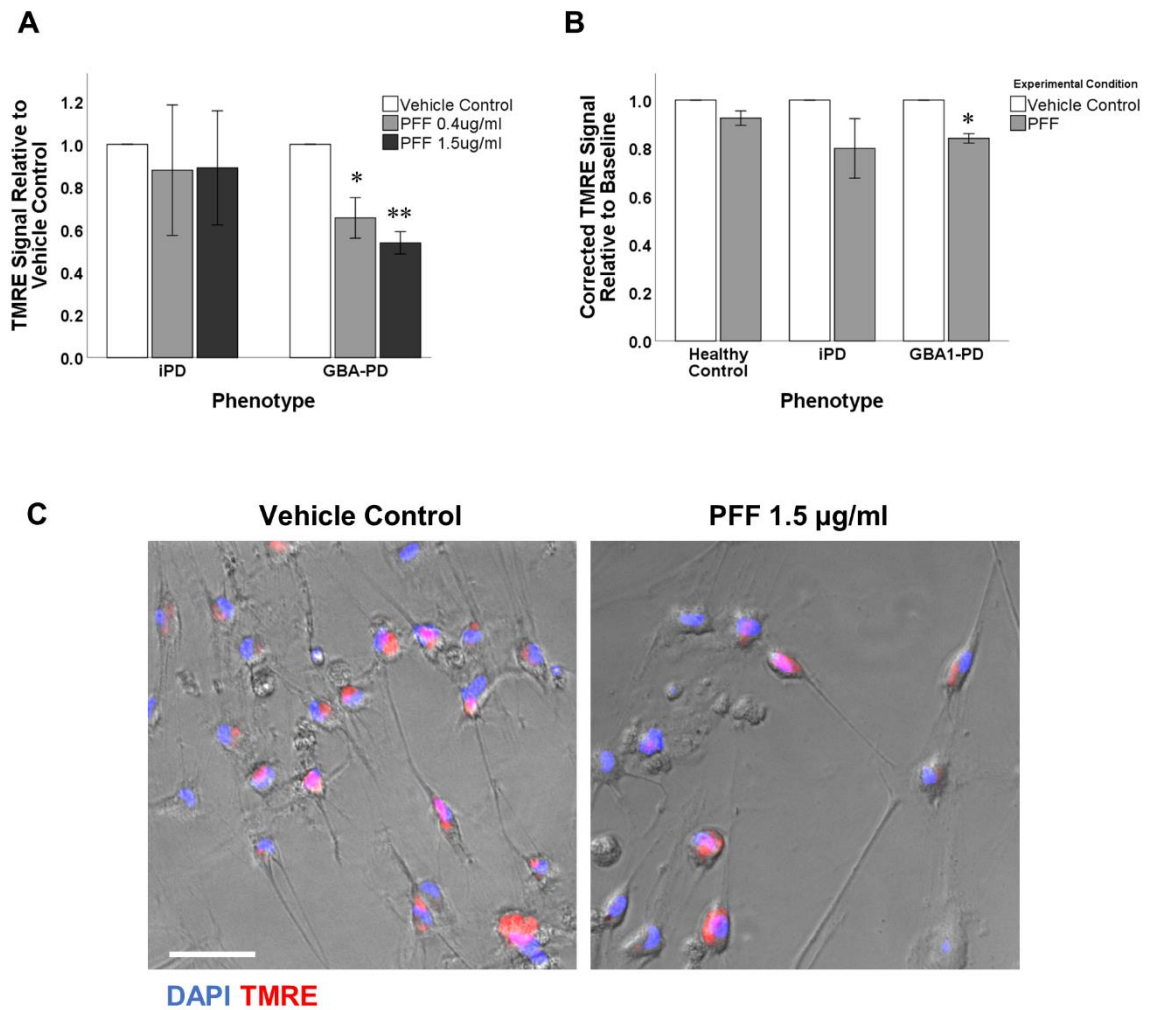 A
TMRE Signal Relative to
Vehicle Control
1.2
1.0
0.8
0.6
0.4
0.2
0.0
Vehicle Control
PFF 0.4ug/ml
PFF 1.5ug/ml
*
**
iPD
GBA-PD
Phenotype
B
Corrected TMRE Signal
Relative to Baseline
1.0
0.8
0.6
0.4
0.2
0.0
Experimental Condition
Vehicle Control
PFF
*
Healthy
Control
iPD
GBA1-PD
Phenotype
C
Vehicle Control
PFF 1.5 µg/ml
DAPI TMRE